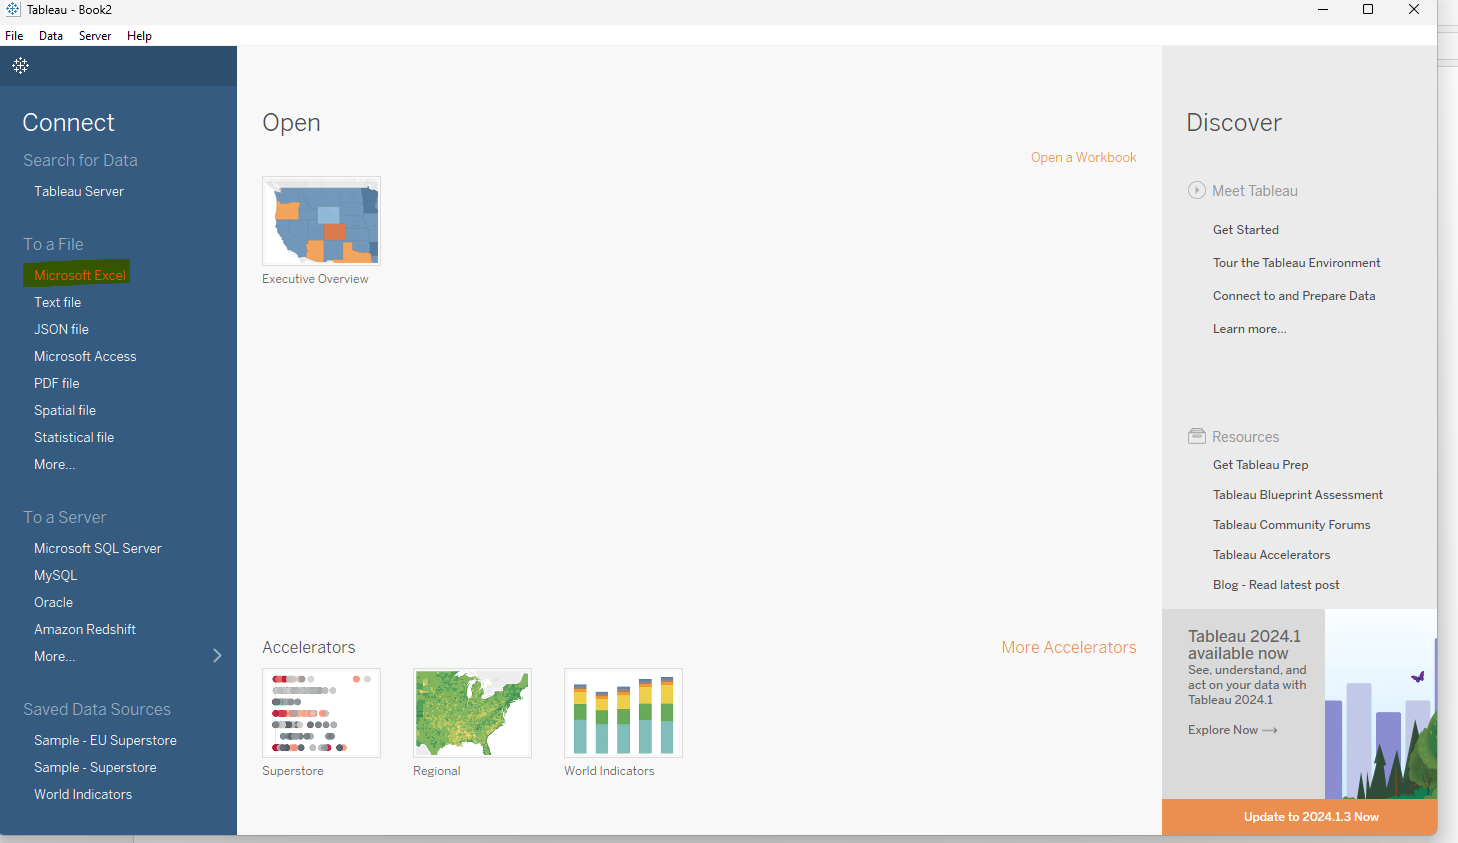 Tableau - Book2
File Data Server Help
Connect
Search for Data
Tableau Server
To a File
Microsoft Excel
Text file
JSON file
Microsoft Access
PDF file
Spatial file
Statistical file
More...
To a Server
Microsoft SQL Server
MySQL
Oracle
Amazon Redshift
More...
Saved Data Sources
Sample - EU Superstore
Sample - Superstore
World Indicators
Open
Open a Workbook
Executive Overview
Accelerators
More Accelerators
Superstore
Regional
World Indicators
Discover
Meet Tableau
Get Started
Tour the Tableau Environment
Connect to and Prepare Data
Learn more...
Resources
Get Tableau Prep
Tableau Blueprint Assessment
Tableau Community Forums
Tableau Accelerators
Blog - Read latest post
Tableau 2024.1
available now
See, understand, and
act on your data with
Tableau 2024.1
Explore Now →
Update to 2024.1.3 Now